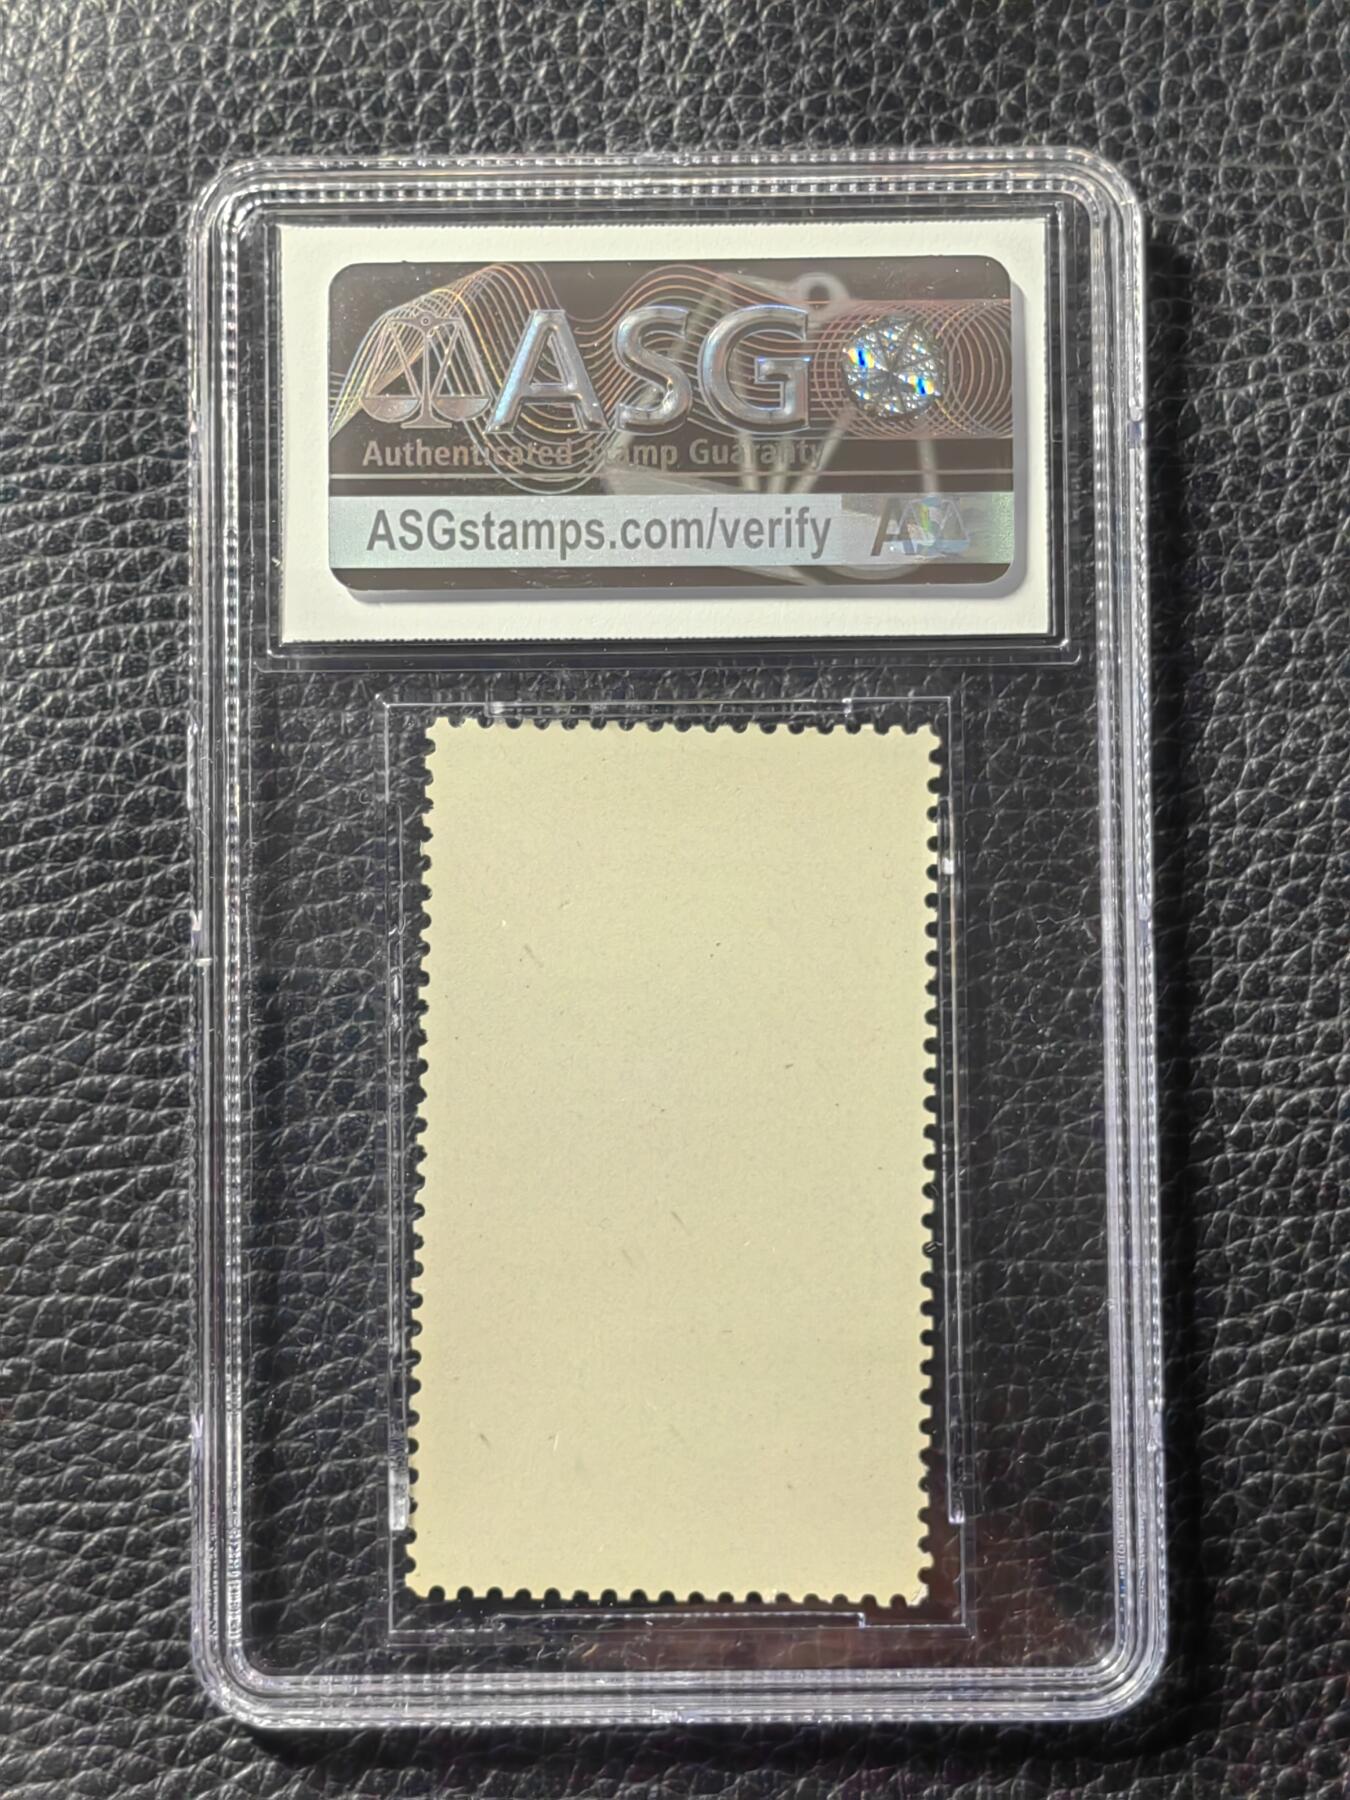 ASG
Authenticated Stamp Guaranty
ASGstamps.com/verify